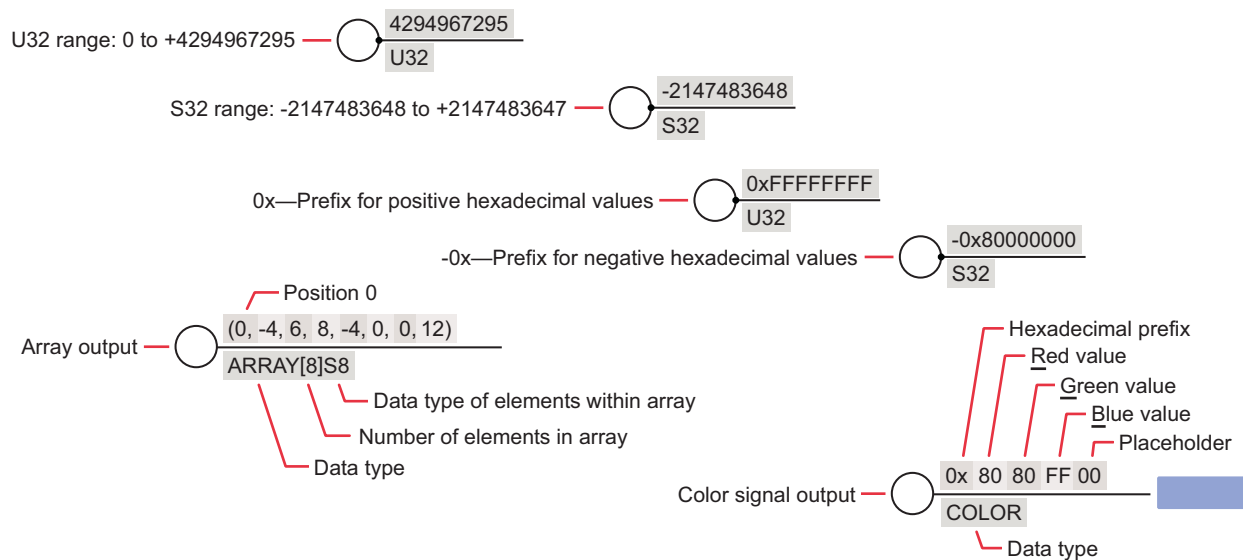 U32 range: 0 to +4294967295
4294967295
U32
S32 range: -2147483648 to +2147483647
-2147483648
S32
0x—Prefix for positive hexadecimal values
0xFFFFFFFF
U32
-0x—Prefix for negative hexadecimal values
-0x80000000
S32
Position 0
Array output
(0, -4, 6, 8, -4, 0, 0, 12)
ARRAY[8]S8
Data type of elements within array
Number of elements in array
Data type
Hexadecimal prefix
Red value
Green value
Blue value
Placeholder
Color signal output
0x 80 80 FF 00
COLOR
Data type